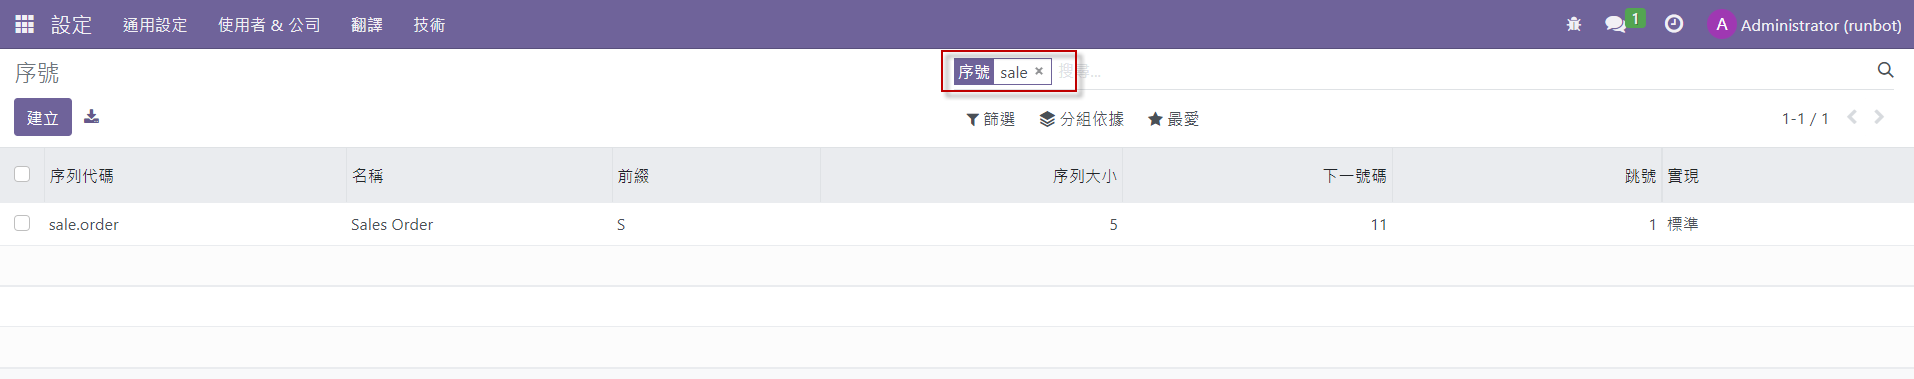 設定 通用設定 使用者 & 公司 翻譯 技術 1 A Administrator (runbot)
序號 序號 sale × 搜尋...
建立 篩選 分組依據 最愛 1-1 / 1
序列代碼 名稱 前綴 序列大小 下一號碼 跳號 實現
sale.order Sales Order S 5 11 1 標準